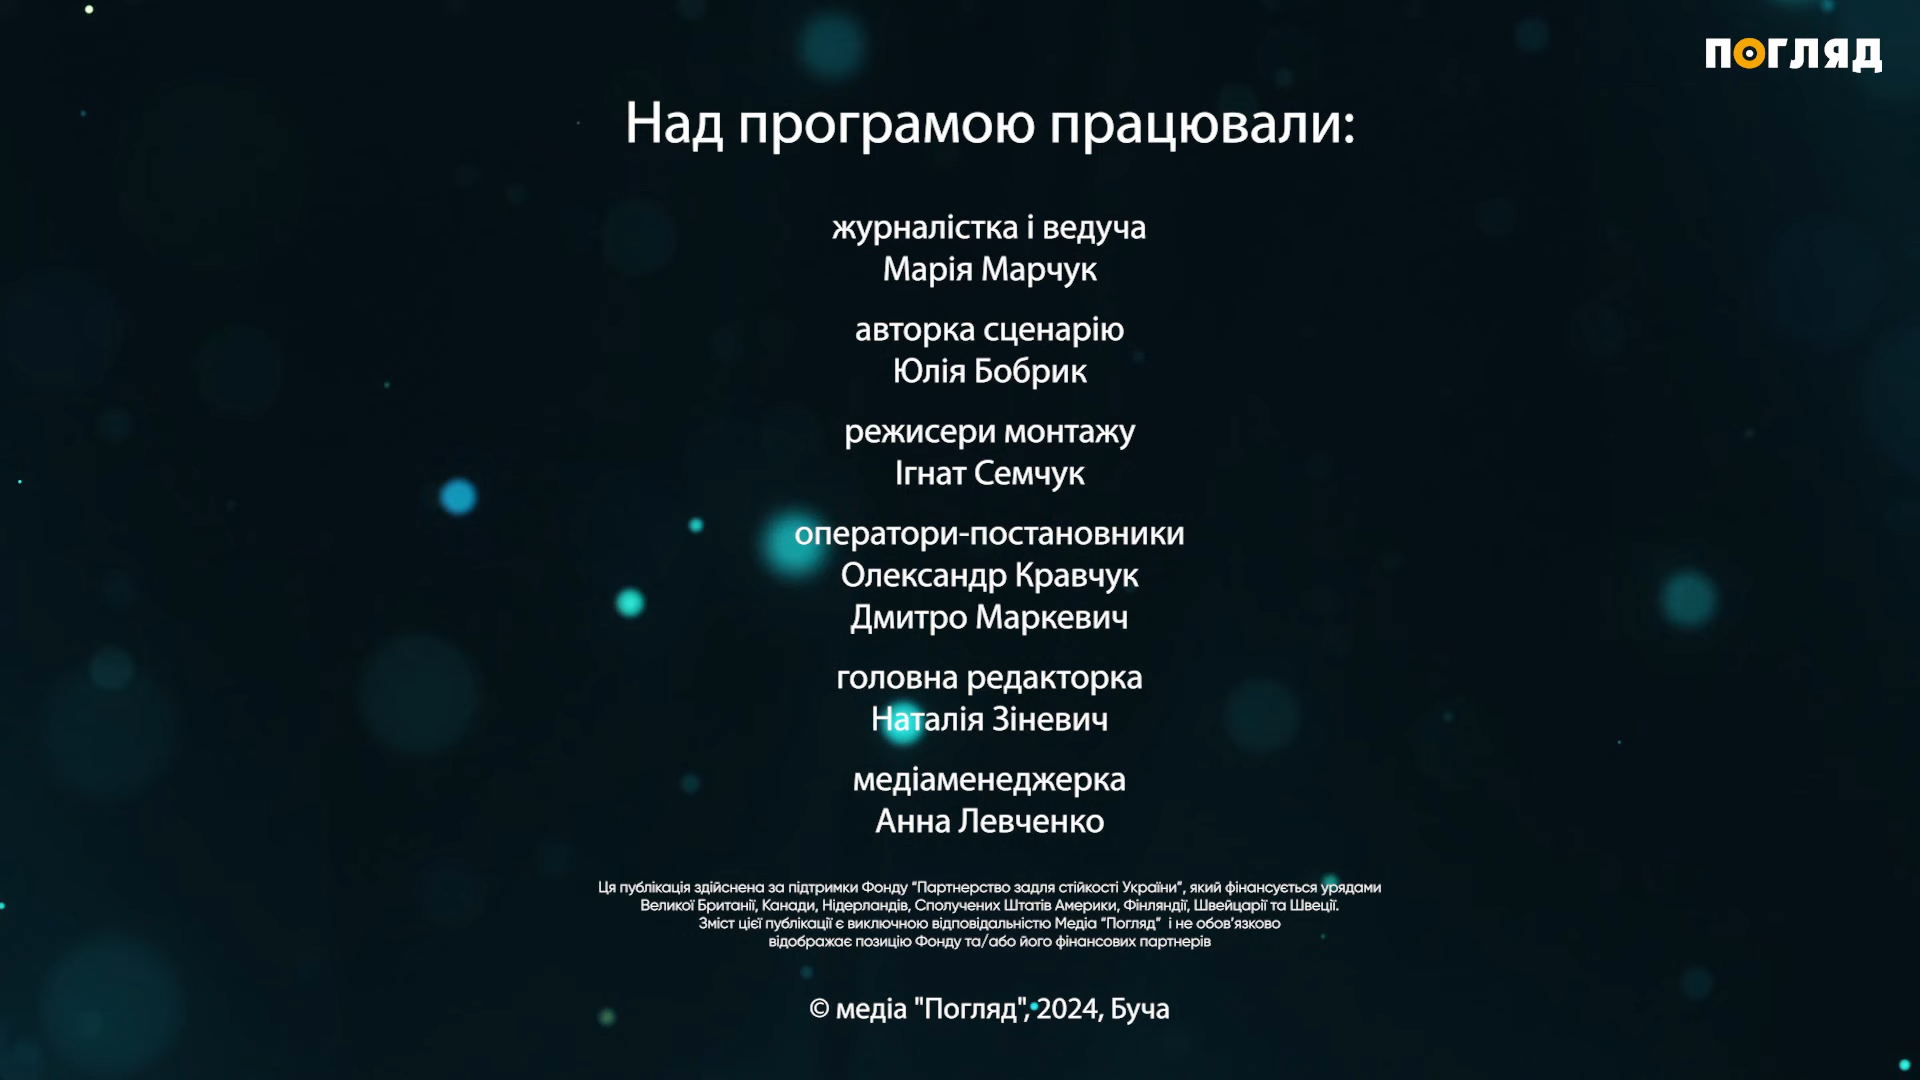 ПОГЛЯД
Над програмою працювали:
журналістка і ведуча
Марія Марчук
авторка сценарію
Юлія Бобрик
режисери монтажу
Ігнат Семчук
оператори-постановники
Олександр Кравчук
Дмитро Маркевич
головна редакторка
Наталія Зіневич
медіаменеджерка
Анна Левченко
Ця публікація здійснена за підтримки Фонду “Партнерство задля стійкості України”, який фінансується урядами
Великої Британії, Канади, Нідерландів, Сполучених Штатів Америки, Фінляндії, Швейцарії та Швеції.
Зміст цієї публікації є виключною відповідальністю Медіа “Погляд” і не обов’язково
відображає позицію Фонду та/або його фінансових партнерів
© медіа "Погляд", 2024, Буча